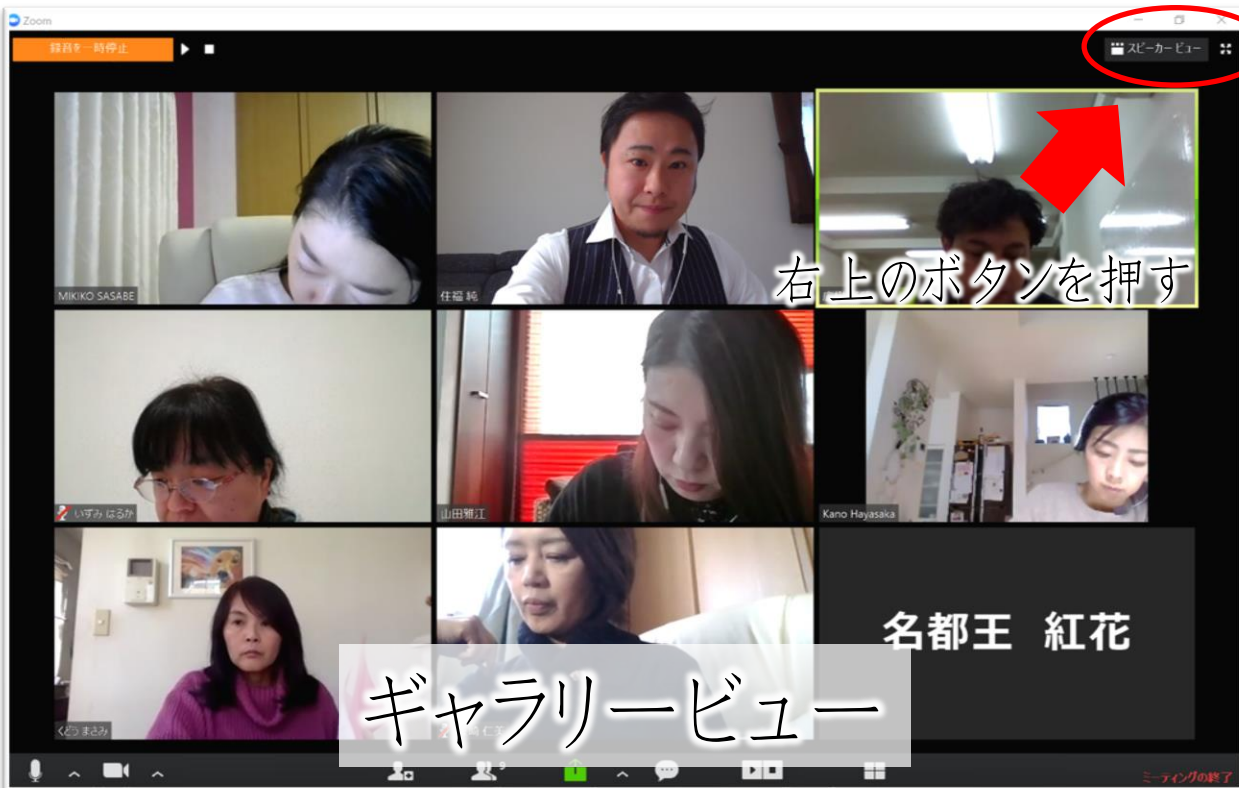 Zoom
録音を一時停止
スピーカー ビュー
MIKIKO SASABE
住福 純
右上のボタンを押す
いずみ はるか
山田雅江
Kano Hayasaka
くどう まさみ
名都王 紅花
ギャラリービュー
9
ミーティングの終了